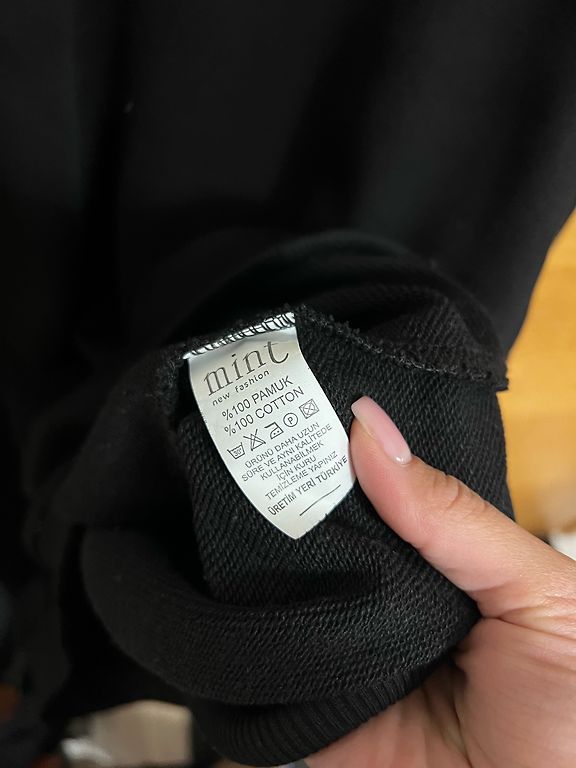 mint
new fashion
%100 PAMUK
%100 COTTON
P
ÜRÜNÜ DAHA UZUN
SÜRE VE AYNI KALİTEDE
KULLANABİLMEK
İÇİN KURU
TEMİZLEME YAPINIZ
ÜRETİM YERİ TÜRKİYE